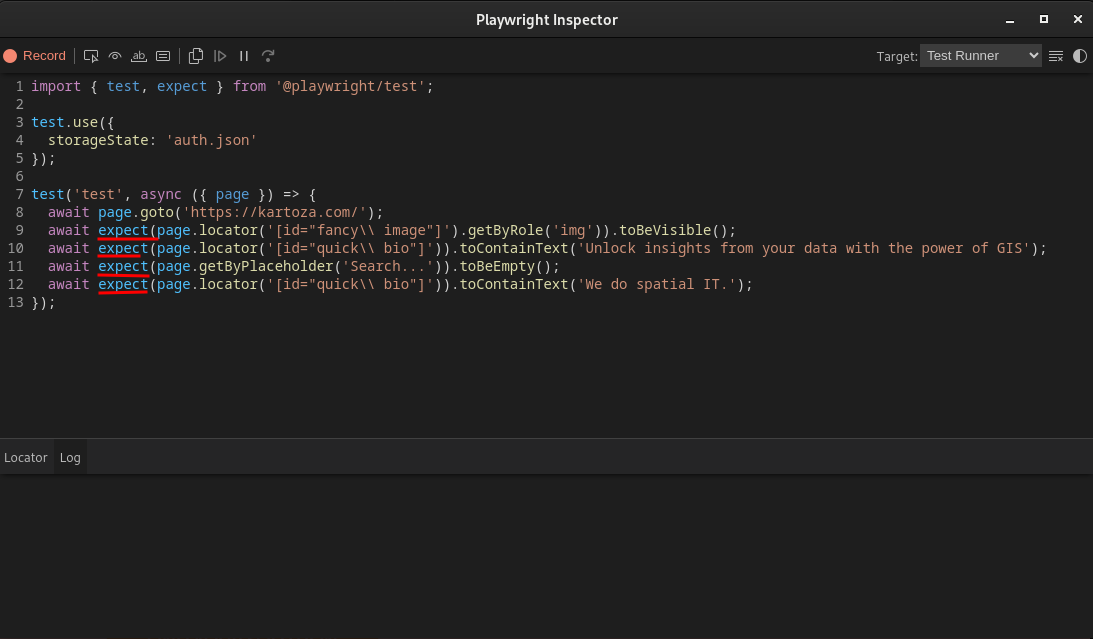 Playwright Inspector
Record
ab
Target: Test Runner
1 import { test, expect } from '@playwright/test';
2
3 test.use({
4   storageState: 'auth.json'
5 });
6
7 test('test', async ({ page }) => {
8   await page.goto('https://kartoza.com/');
9   await expect(page.locator('[id="fancy\\ image"]').getByRole('img')).toBeVisible();
10   await expect(page.locator('[id="quick\\ bio"]')).toContainText('Unlock insights from your data with the power of GIS');
11   await expect(page.getByPlaceholder('Search...')).toBeEmpty();
12   await expect(page.locator('[id="quick\\ bio"]')).toContainText('We do spatial IT.');
13 });
Locator Log